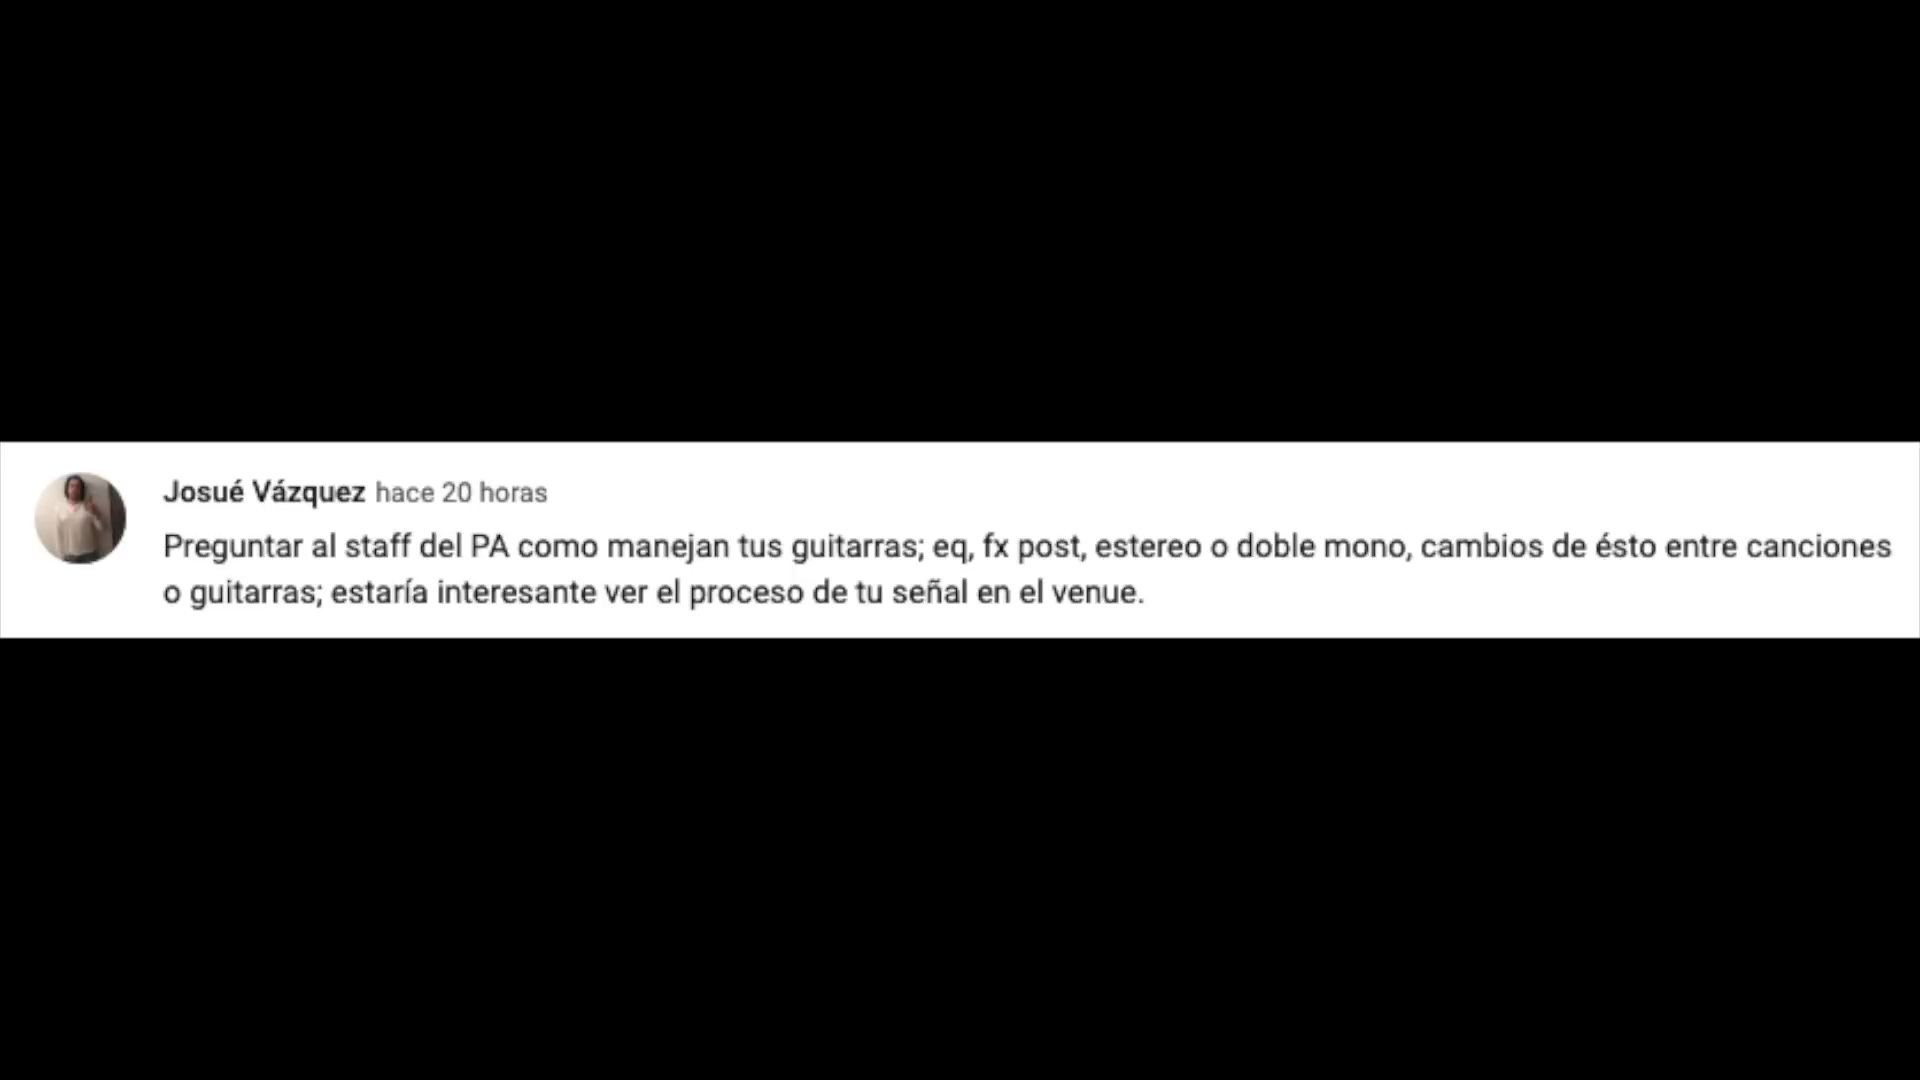 Josué Vázquez hace 20 horas
Preguntar al staff del PA como manejan tus guitarras; eq, fx post, estereo o doble mono, cambios de ésto entre canciones
o guitarras; estaría interesante ver el proceso de tu señal en el venue.